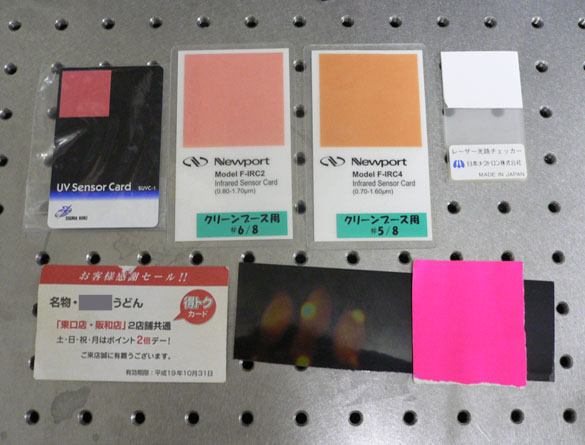 UV Sensor Card SUVC-1
SIGMA KOKI
Newport
Model F-IRC2
Infrared Sensor Card
(0.80-1.70μm)
クリーンブース用
#6/8
Newport
Model F-IRC4
Infrared Sensor Card
(0.70-1.60μm)
クリーンブース用
#5/8
レーザー光路チェッカー
株式会社
MADE IN JAPAN
お客様感謝セール!!
名物・うどん
得トク
カード
「東口店・阪和店」2店舗共通
土・日・祝・月はポイント2倍デー!
ご来店誠に有難うございます。
有効期限:平成19年10月31日